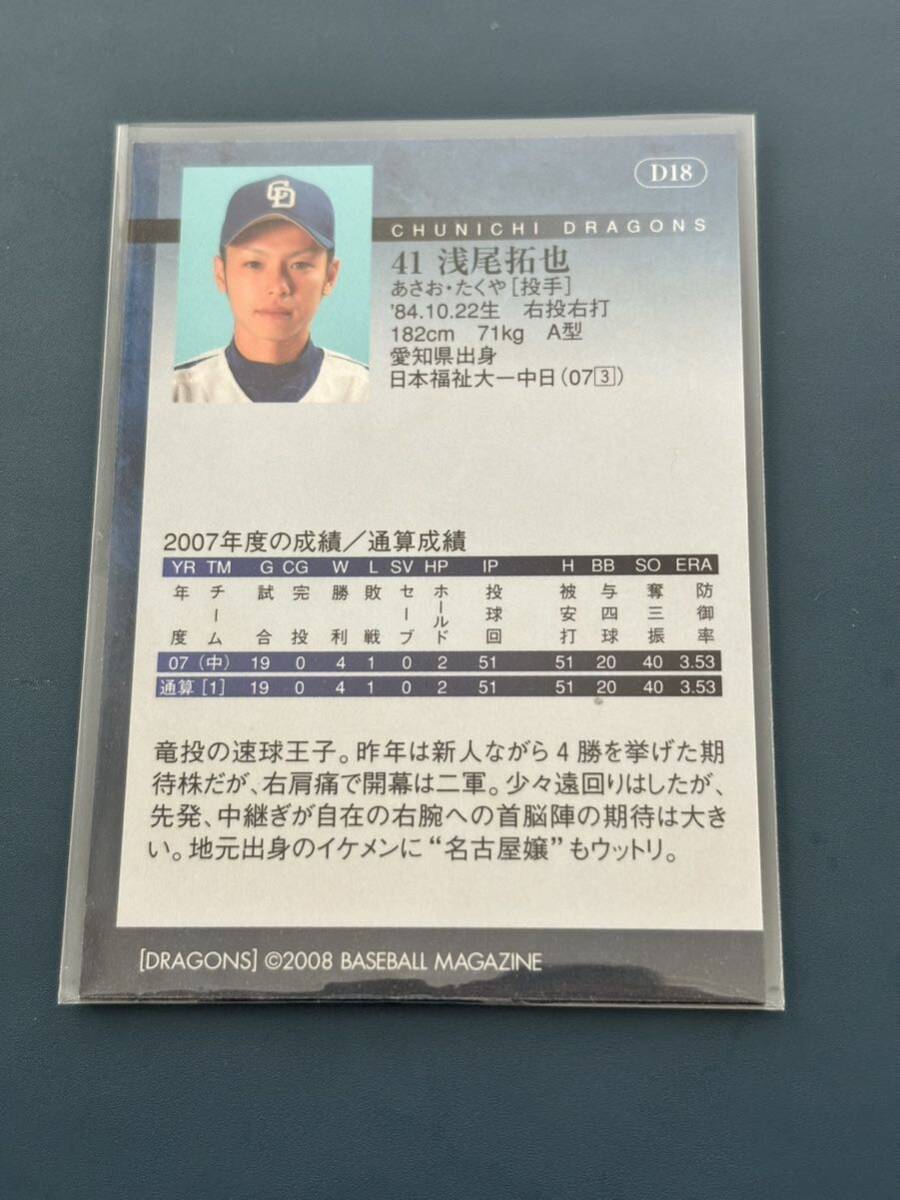 D18
CD
CHUNICHI DRAGONS
41 浅尾拓也
あさお・たくや[投手]
'84.10.22生 右投右打
182cm 71kg A型
愛知県出身
日本福祉大ー中日(07③)
2007年度の成績／通算成績
YR TM G CG W L SV HP IP H BB SO ERA
年度 チーム 試合 完投 勝利 敗戦 セーブ ホールド 投球回 被安打 与四球 奪三振 防御率
07 (中) 19 0 4 1 0 2 51 51 20 40 3.53
通算 [1] 19 0 4 1 0 2 51 51 20 40 3.53
竜投の速球王子。昨年は新人ながら4勝を挙げた期
待株だが、右肩痛で開幕は二軍。少々遠回りはしたが、
先発、中継ぎが自在の右腕への首脳陣の期待は大き
い。地元出身のイケメンに“名古屋嬢”もウットリ。
[DRAGONS] ©2008 BASEBALL MAGAZINE